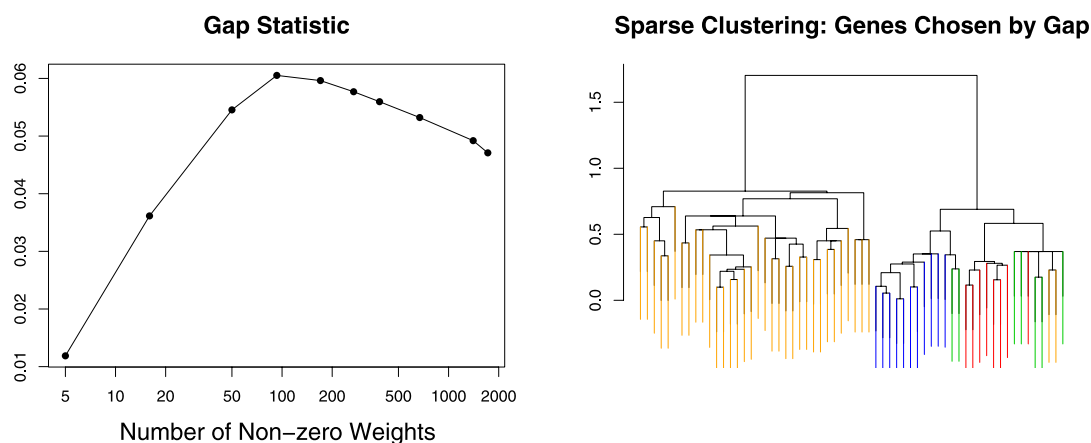 Gap Statistic
0.06
0.05
0.04
0.03
0.02
0.01
5 10 20 50 100 200 500 1000 2000
Number of Non−zero Weights
Sparse Clustering: Genes Chosen by Gap
1.5
1.0
0.5
0.0